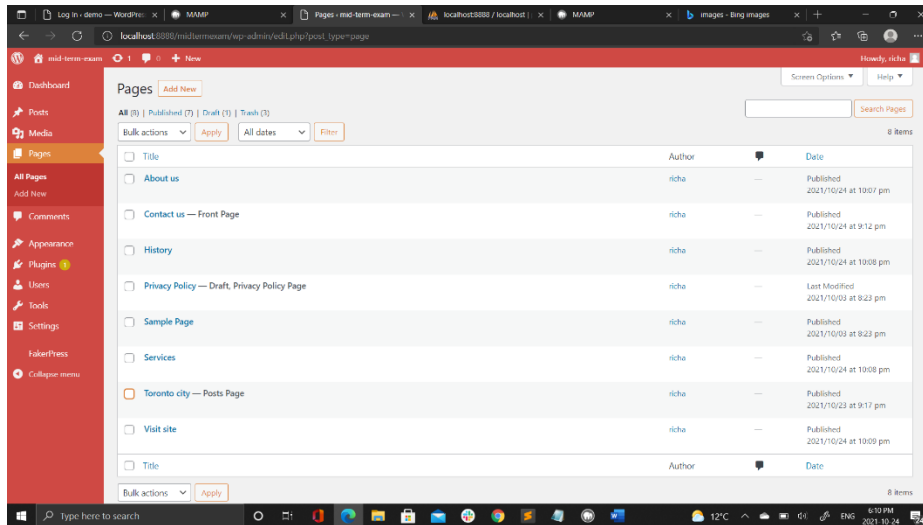 Log In ‹ demo — WordPres
MAMP
Pages ‹ mid-term-exam —
localhost:8888 / localhost |
MAMP
images - Bing images
localhost:8888/midtermexam/wp-admin/edit.php?post_type=page
mid-term-exam 1 0 + New
Howdy, richa
Dashboard
Posts
Media
Pages
All Pages
Add New
Comments
Appearance
Plugins 1
Users
Tools
Settings
FakerPress
Collapse menu
Screen Options ▼ Help ▼
Pages Add New
All (8) | Published (7) | Draft (1) | Trash (3)
Search Pages
Bulk actions Apply All dates Filter
8 items
Title Author Date
About us richa — Published
2021/10/24 at 10:07 pm
Contact us — Front Page richa — Published
2021/10/24 at 9:12 pm
History richa — Published
2021/10/24 at 10:08 pm
Privacy Policy — Draft, Privacy Policy Page richa — Last Modified
2021/10/03 at 8:23 pm
Sample Page richa — Published
2021/10/03 at 8:23 pm
Services richa — Published
2021/10/24 at 10:08 pm
Toronto city — Posts Page richa — Published
2021/10/23 at 9:17 pm
Visit site richa — Published
2021/10/24 at 10:09 pm
Title Author Date
Bulk actions Apply
8 items
Type here to search
12°C
ENG
6:10 PM
2021-10-24